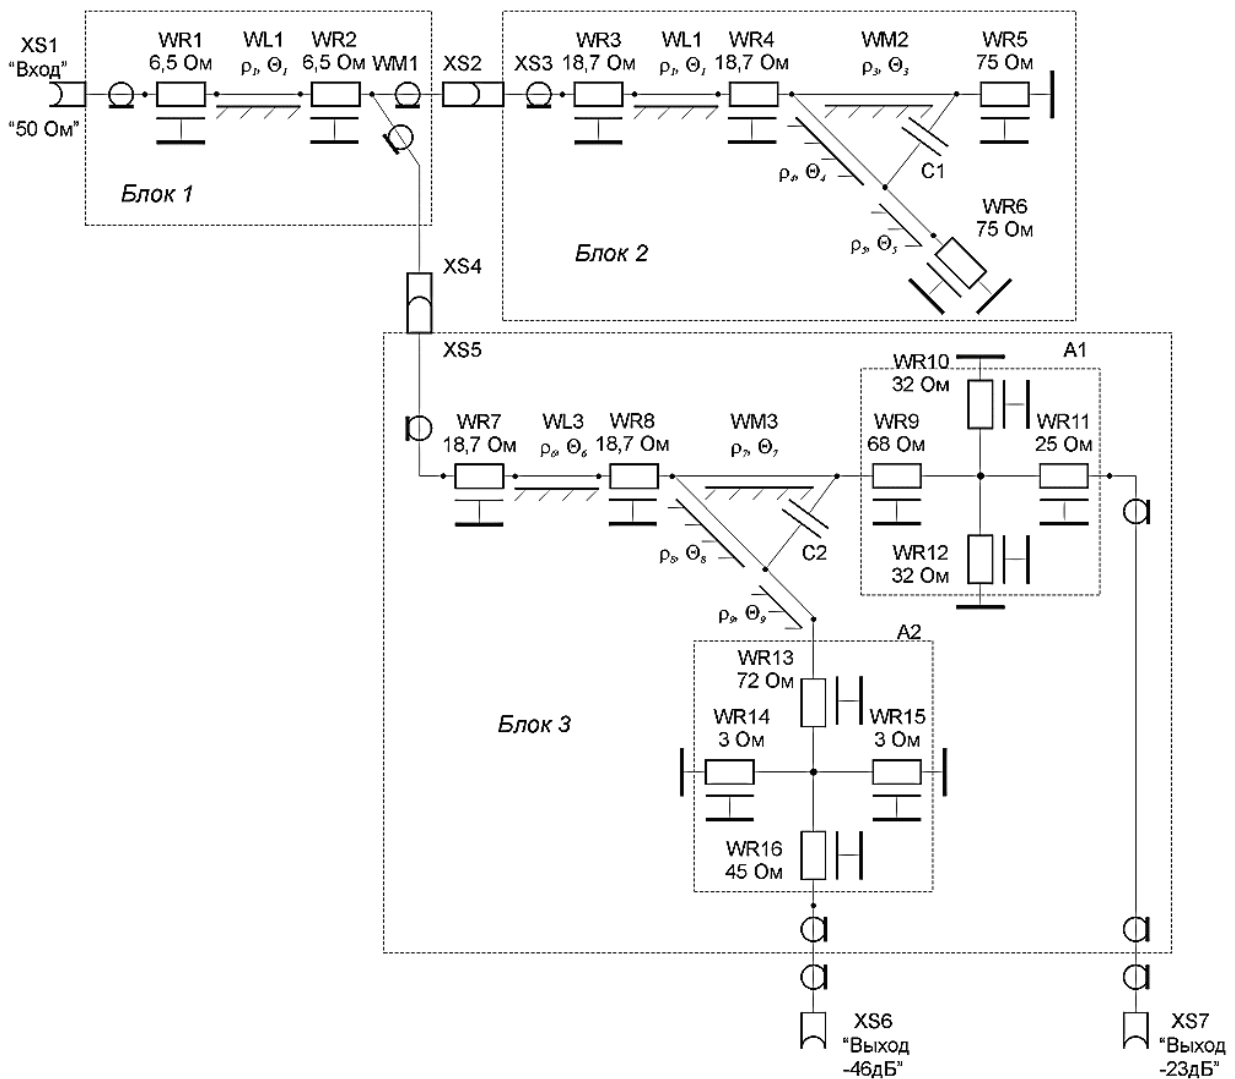 XS1
“Вход”
“50 Ом”
WR1
6,5 Ом
WL1
ρ₁, Θ₁
WR2
6,5 Ом
WM1
Блок 1
XS2
XS3
WR3
18,7 Ом
WL1
ρ₁, Θ₁
WR4
18,7 Ом
WM2
ρ₃, Θ₃
WR5
75 Ом
C1
ρ₄, Θ₄
WR6
75 Ом
ρ₅, Θ₅
Блок 2
XS4
XS5
A1
WR7
18,7 Ом
WL3
ρ₆, Θ₆
WR8
18,7 Ом
WM3
ρ₇, Θ₇
WR9
68 Ом
WR10
32 Ом
WR11
25 Ом
WR12
32 Ом
C2
ρ₈, Θ₈
ρ₉, Θ₉
A2
WR13
72 Ом
WR14
3 Ом
WR15
3 Ом
WR16
45 Ом
Блок 3
XS6
“Выход
-46дБ”
XS7
“Выход
-23дБ”